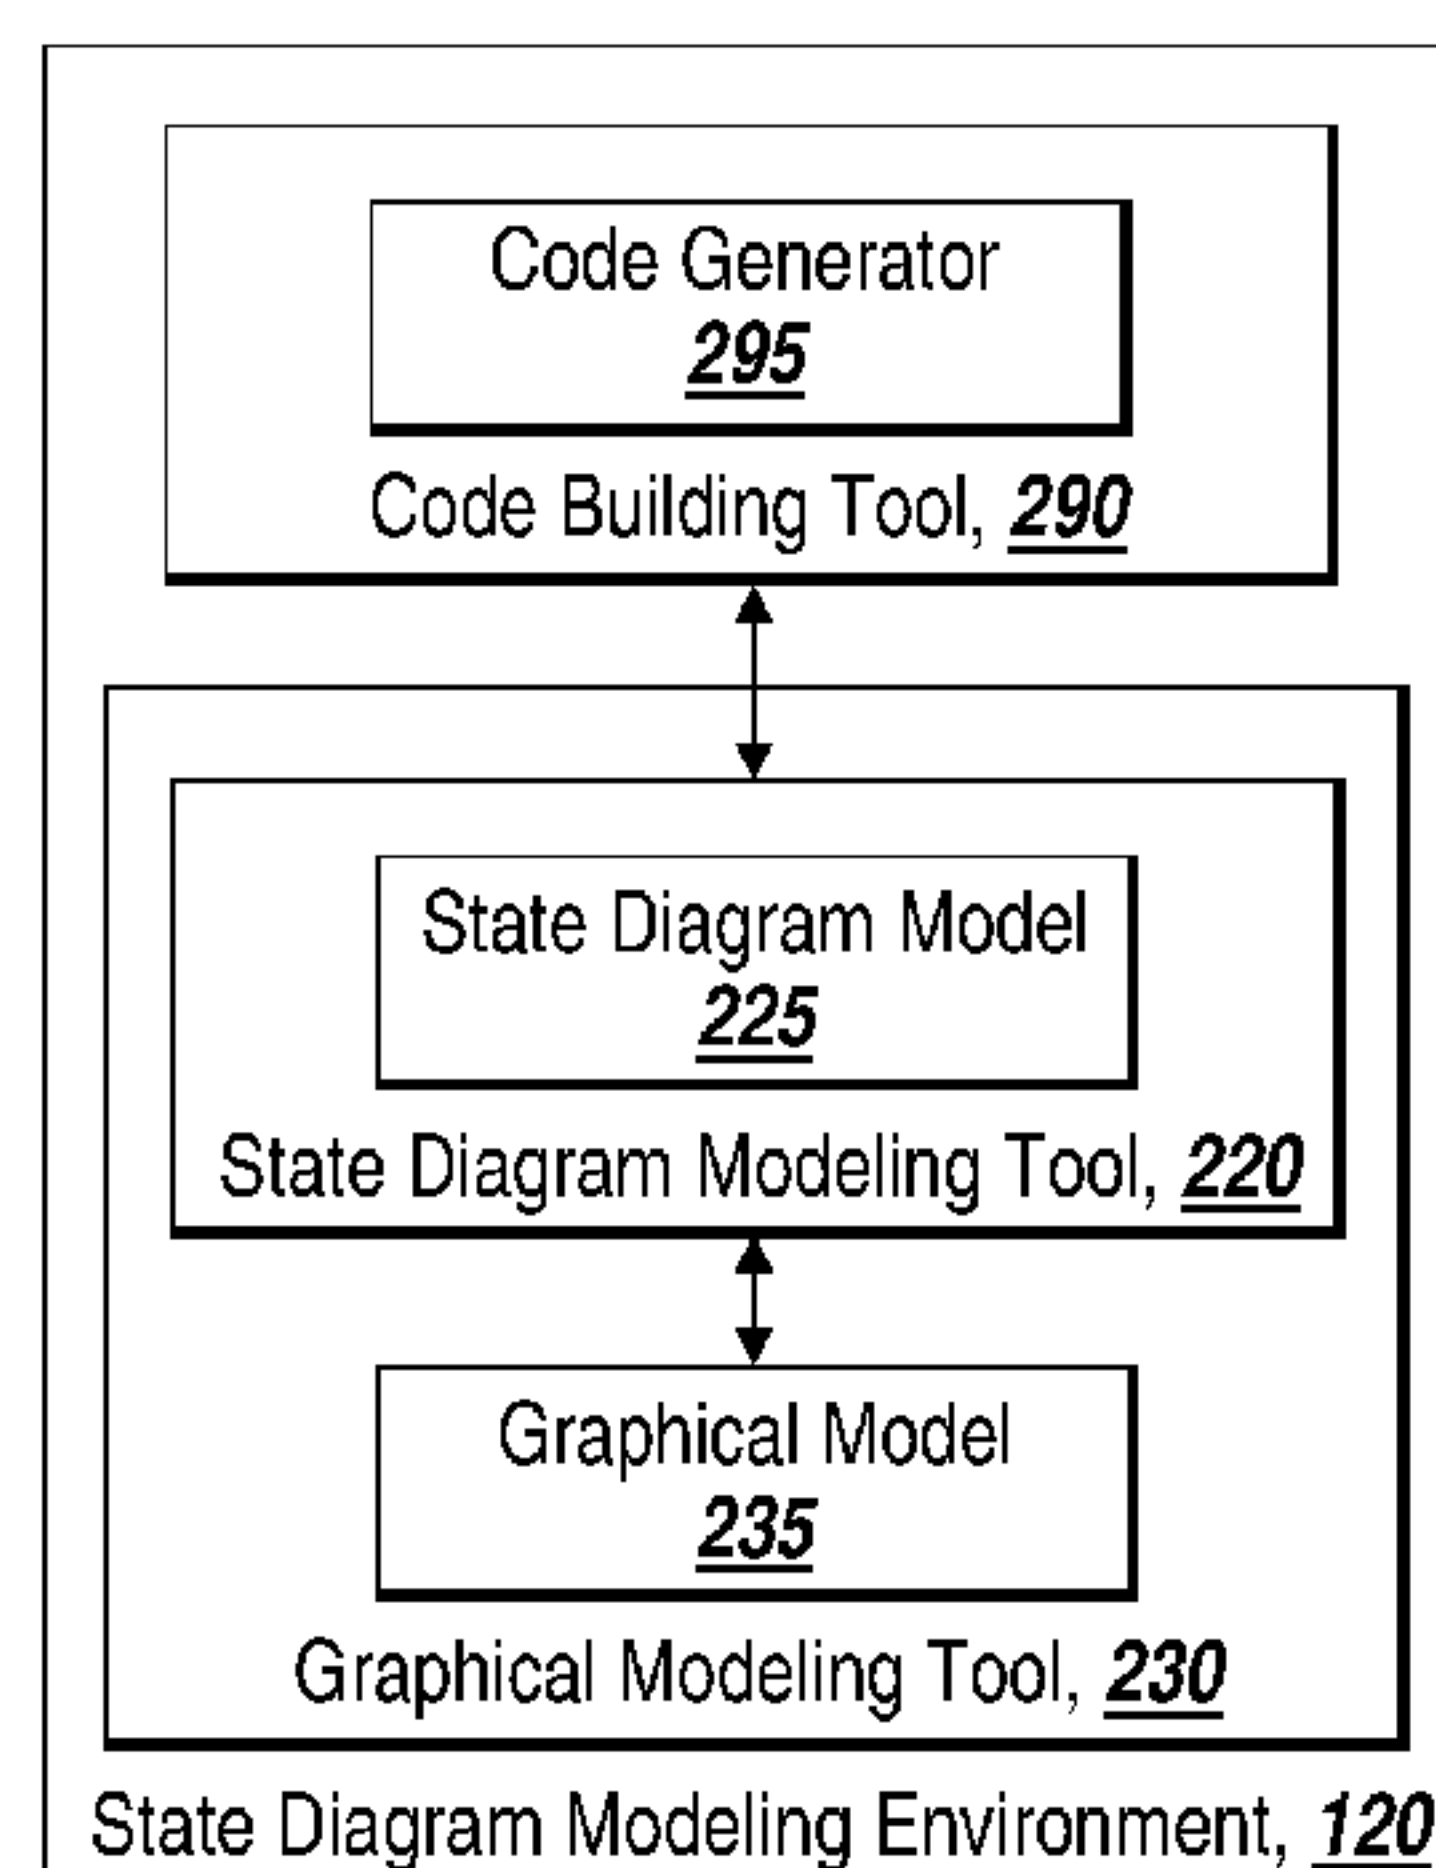 Code Generator
295
Code Building Tool, 290
State Diagram Model
225
State Diagram Modeling Tool, 220
Graphical Model
235
Graphical Modeling Tool, 230
State Diagram Modeling Environment, 120